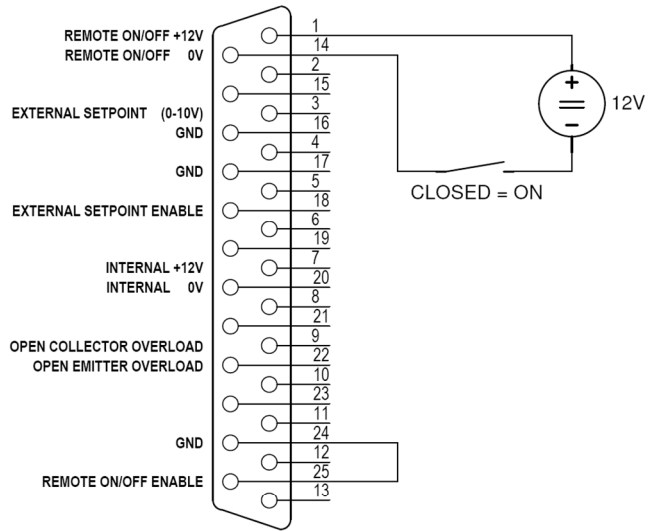 REMOTE ON/OFF +12V
1
REMOTE ON/OFF 0V
14
2
15
EXTERNAL SETPOINT (0-10V)
3
GND
16
4
GND
17
5
EXTERNAL SETPOINT ENABLE
18
6
19
INTERNAL +12V
7
INTERNAL 0V
20
8
21
OPEN COLLECTOR OVERLOAD
9
OPEN EMITTER OVERLOAD
22
10
23
11
GND
24
12
REMOTE ON/OFF ENABLE
25
13
+
12V
−
CLOSED = ON